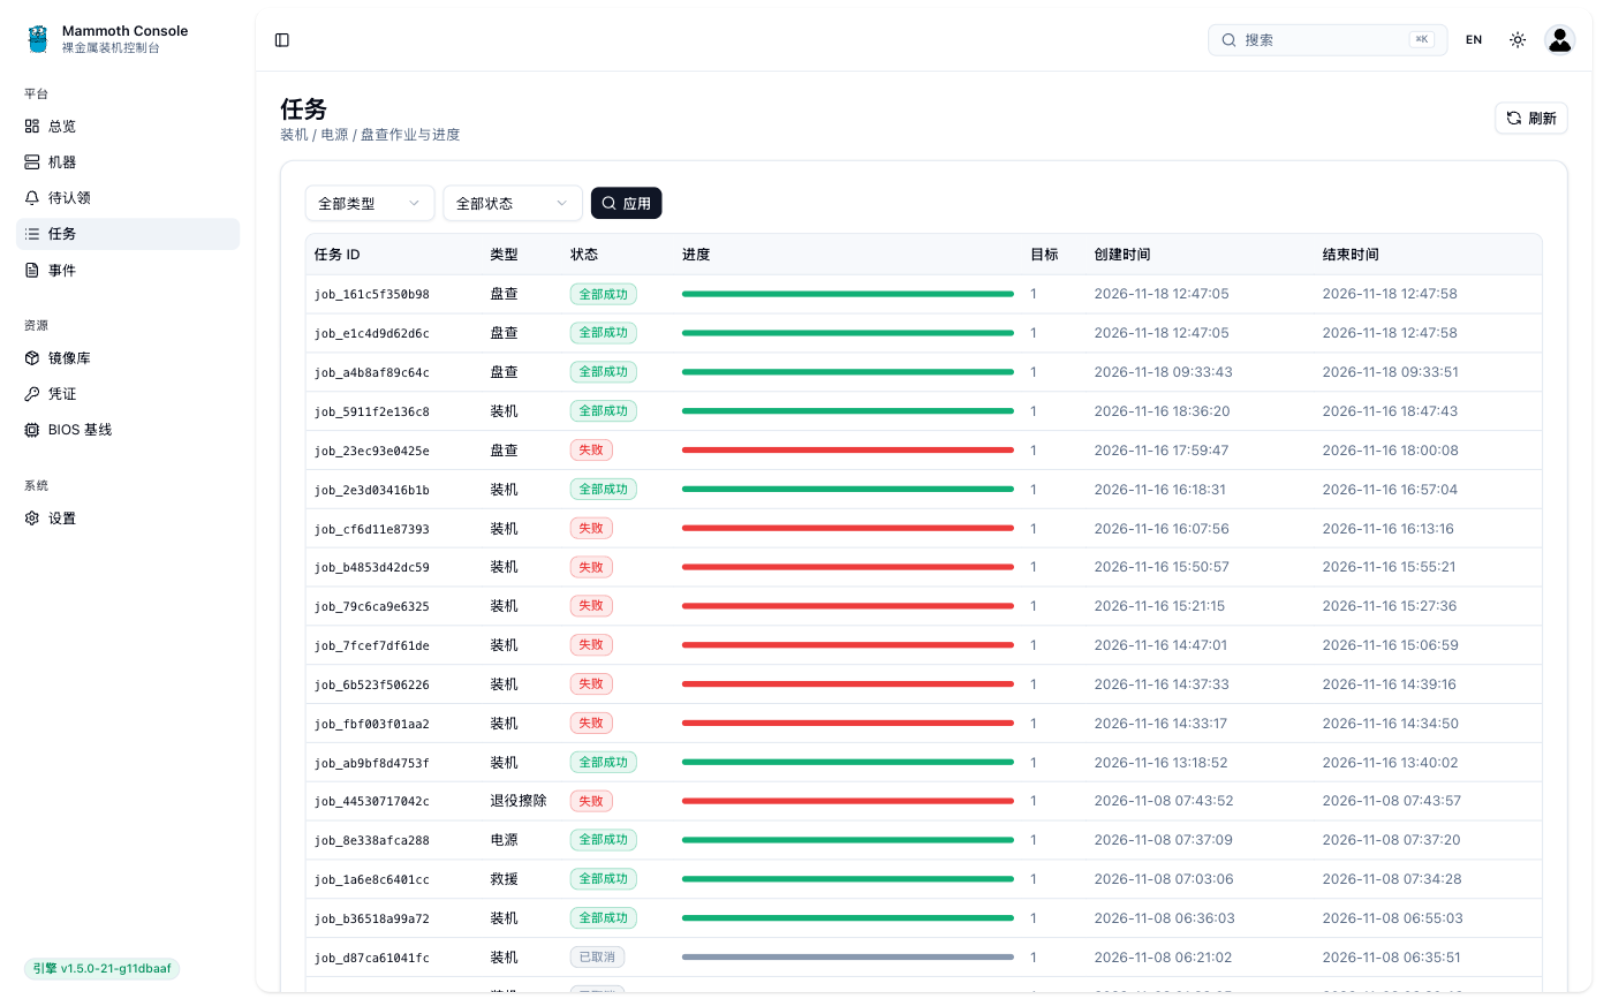 Mammoth Console
裸金属装机控制台
平台
总览
机器
待认领
任务
事件
资源
镜像库
凭证
BIOS 基线
系统
设置
引擎 v1.5.0-21-g11dbaaf
搜索 ⌘K EN
任务
装机 / 电源 / 盘查作业与进度
刷新
全部类型 全部状态 应用
任务 ID 类型 状态 进度 目标 创建时间 结束时间
job_161c5f350b98 盘查 全部成功 1 2026-11-18 12:47:05 2026-11-18 12:47:58
job_e1c4d9d62d6c 盘查 全部成功 1 2026-11-18 12:47:05 2026-11-18 12:47:58
job_a4b8af89c64c 盘查 全部成功 1 2026-11-18 09:33:43 2026-11-18 09:33:51
job_5911f2e136c8 装机 全部成功 1 2026-11-16 18:36:20 2026-11-16 18:47:43
job_23ec93e0425e 盘查 失败 1 2026-11-16 17:59:47 2026-11-16 18:00:08
job_2e3d03416b1b 装机 全部成功 1 2026-11-16 16:18:31 2026-11-16 16:57:04
job_cf6d11e87393 装机 失败 1 2026-11-16 16:07:56 2026-11-16 16:13:16
job_b4853d42dc59 装机 失败 1 2026-11-16 15:50:57 2026-11-16 15:55:21
job_79c6ca9e6325 装机 失败 1 2026-11-16 15:21:15 2026-11-16 15:27:36
job_7fcef7df61de 装机 失败 1 2026-11-16 14:47:01 2026-11-16 15:06:59
job_6b523f506226 装机 失败 1 2026-11-16 14:37:33 2026-11-16 14:39:16
job_fbf003f01aa2 装机 失败 1 2026-11-16 14:33:17 2026-11-16 14:34:50
job_ab9bf8d4753f 装机 全部成功 1 2026-11-16 13:18:52 2026-11-16 13:40:02
job_44530717042c 退役擦除 失败 1 2026-11-08 07:43:52 2026-11-08 07:43:57
job_8e338afca288 电源 全部成功 1 2026-11-08 07:37:09 2026-11-08 07:37:20
job_1a6e8c6401cc 救援 全部成功 1 2026-11-08 07:03:06 2026-11-08 07:34:28
job_b36518a99a72 装机 全部成功 1 2026-11-08 06:36:03 2026-11-08 06:55:03
job_d87ca61041fc 装机 已取消 1 2026-11-08 06:21:02 2026-11-08 06:35:51